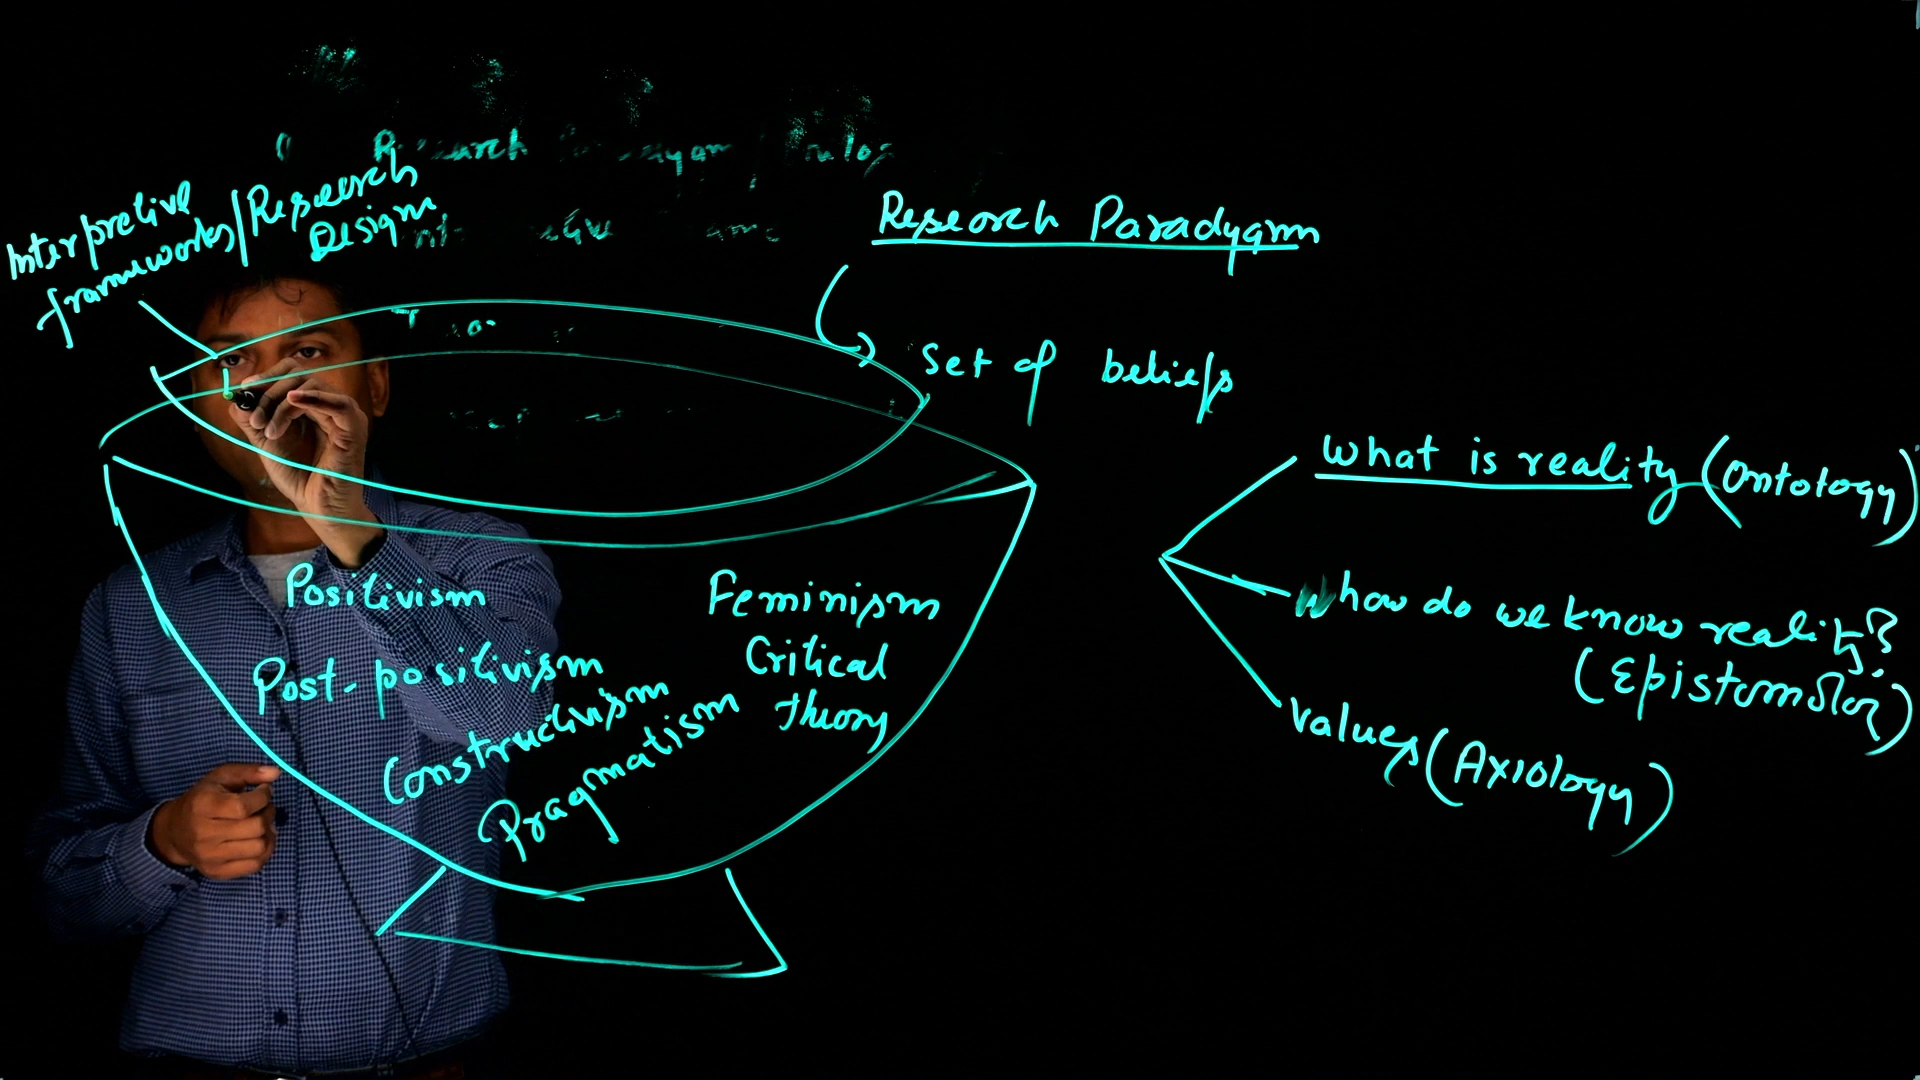 Interpretive
frameworks/Research
Design
Research Paradygm
Set of beliefs
What is reality (Ontology)
how do we know reality?
(Epistomolog)
Values (Axiology)
Positivism
Post-positivism
Constructivism
Pragmatism
Feminism
Critical
theory